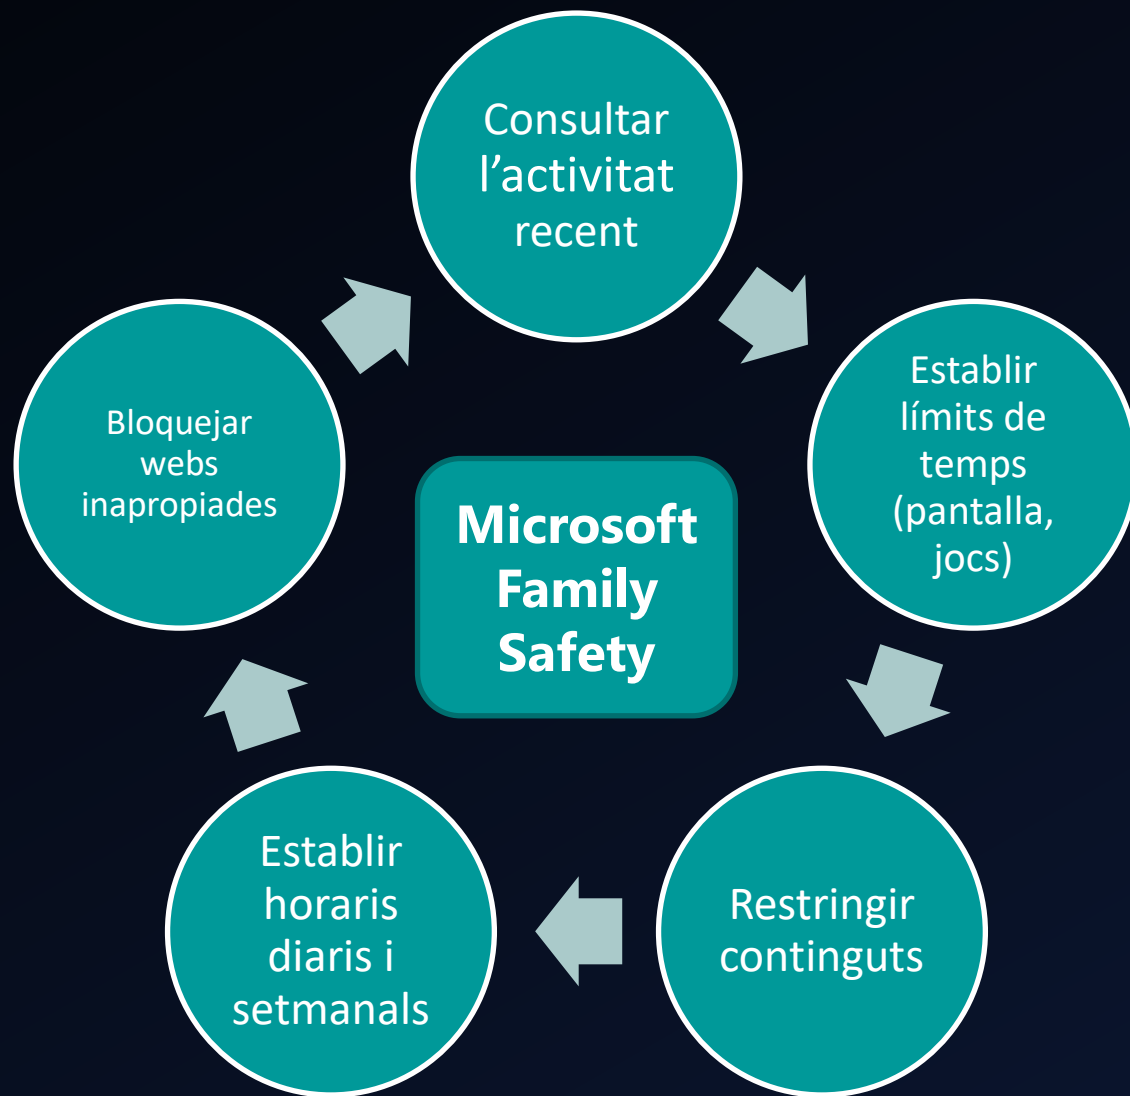 Consultar
l’activitat
recent
Establir
límits de
temps
(pantalla,
jocs)
Restringir
continguts
Establir
horaris
diaris i
setmanals
Bloquejar
webs
inapropiades
Microsoft
Family
Safety